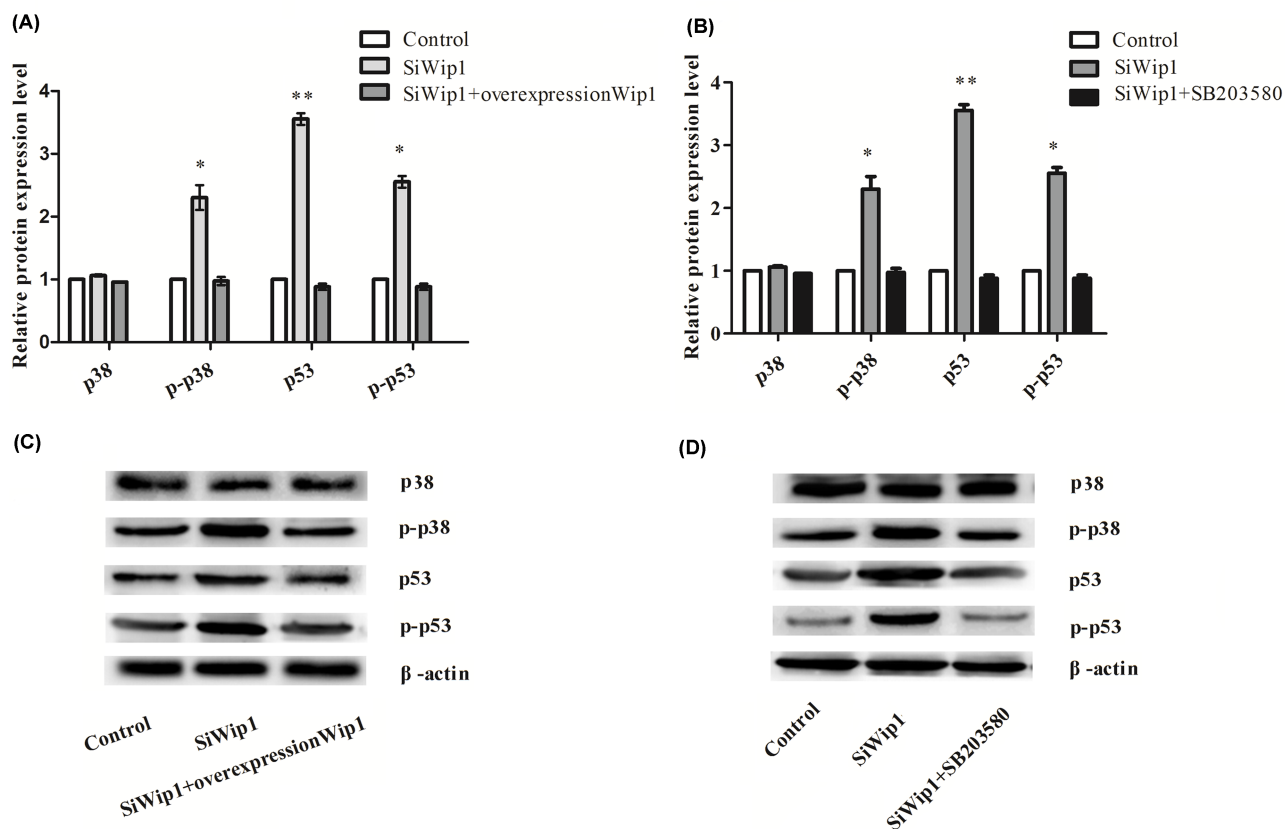 (A)
Control
SiWip1
SiWip1+overexpressionWip1
Relative protein expression level
4
3
2
1
0
*
**
*
p38
p-p38
p53
p-p53
(B)
Control
SiWip1
SiWip1+SB203580
Relative protein expression level
4
3
2
1
0
*
**
*
p38
p-p38
p53
p-p53
(C)
p38
p-p38
p53
p-p53
β -actin
Control
SiWip1
SiWip1+overexpressionWip1
(D)
p38
p-p38
p53
p-p53
β -actin
Control
SiWip1
SiWip1+SB203580